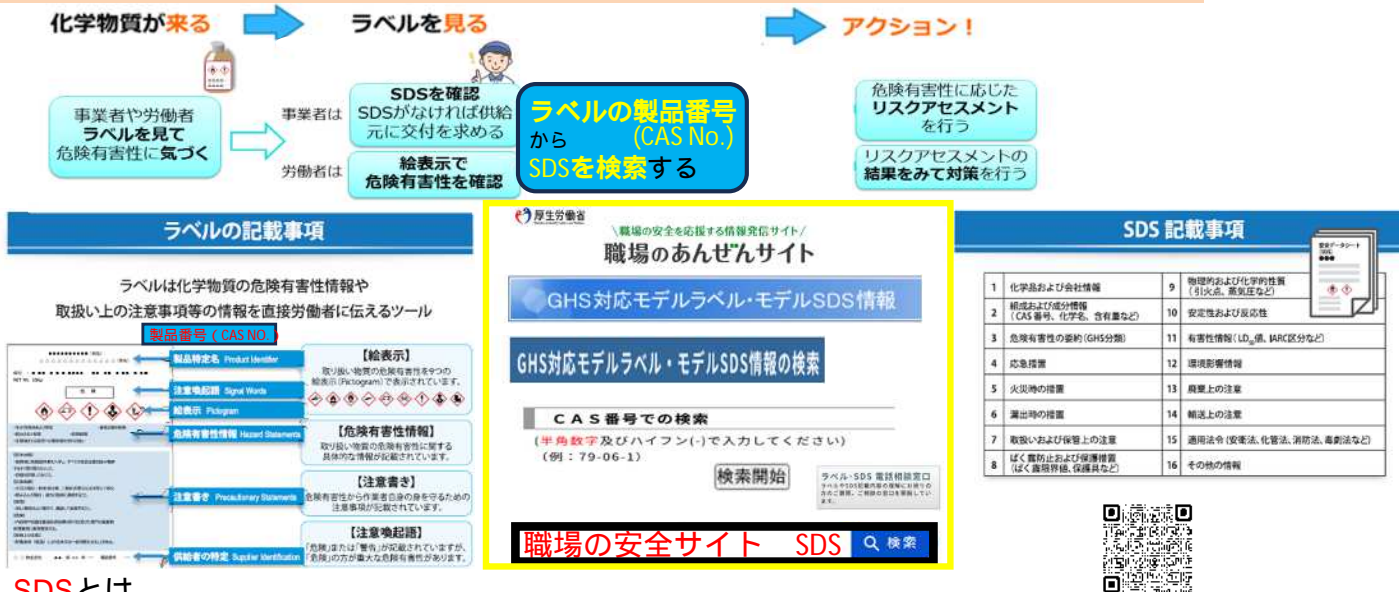 化学物質が来る
ラベルを見る
アクション！
事業者や労働者
ラベルを見て
危険有害性に気づく
事業者は
SDSを確認
SDSがなければ供給
元に交付を求める
労働者は
絵表示で
危険有害性を確認
ラベルの製品番号
から (CAS No.)
SDSを検索する
危険有害性に応じた
リスクアセスメント
を行う
リスクアセスメントの
結果をみて対策を行う
ラベルの記載事項
ラベルは化学物質の危険有害性情報や
取扱い上の注意事項等の情報を直接労働者に伝えるツール
製品番号（CAS NO.）
製品特定名 Product Identifier
注意喚起語 Signal Words
絵表示 Pictogram
危険有害性情報 Hazard Statements
注意書き Precautionary Statements
供給者の特定 Supplier Identification
【絵表示】
取り扱い物質の危険有害性を9つの
絵表示(Pictogram)で表示されています。
【危険有害性情報】
取り扱い物質の危険有害性に関する
具体的な情報が記載されています。
【注意書き】
危険有害性から作業者自身の身を守るための
注意事項が記載されています。
【注意喚起語】
「危険」または「警告」が記載されていますが、
「危険」の方が重大な危険有害性があります。
厚生労働省
\職場の安全を応援する情報発信サイト/
職場のあんぜんサイト
GHS対応モデルラベル・モデルSDS情報
GHS対応モデルラベル・モデルSDS情報の検索
ＣＡＳ番号での検索
(半角数字及びハイフン(-)で入力してください)
(例：79-06-1)
検索開始
ラベル・SDS 電話相談窓口
職場の安全サイト　SDS
検索
SDS 記載事項
1 化学品および会社情報
2 組成および成分情報
（CAS 番号、化学名、含有量など）
3 危険有害性の要約（GHS分類）
4 応急措置
5 火災時の措置
6 漏出時の措置
7 取扱いおよび保管上の注意
8 ばく露防止および保護措置
（ばく露限界値、保護具など）
9 物理的および化学的性質
（引火点、蒸気圧など）
10 安定性および反応性
11 有害性情報（LD50値、IARC区分など）
12 環境影響情報
13 廃棄上の注意
14 輸送上の注意
15 適用法令（安衛法、化管法、消防法、毒劇法など）
16 その他の情報
SDSとは